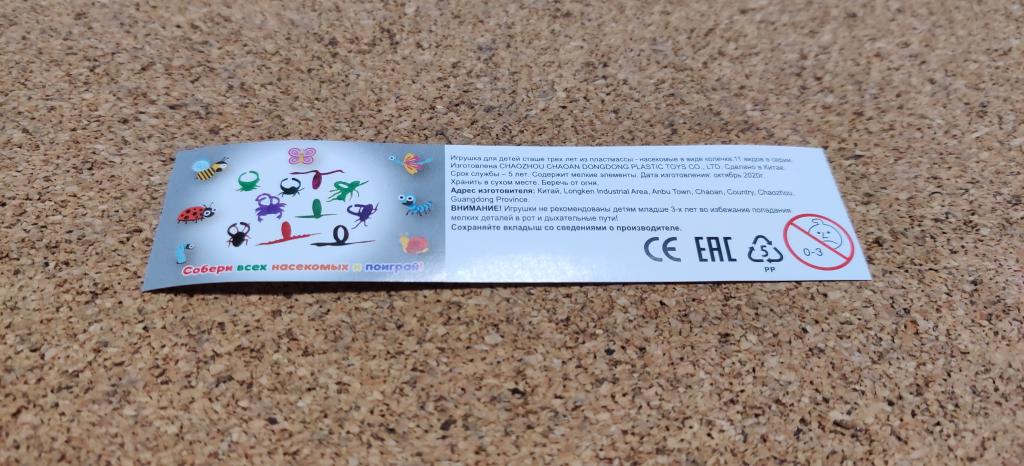 Собери всех насекомых и поиграй!
Игрушка для детей сташе трех лет из пластмассы - насекомые в виде колечка.11 видов в серии.
Изготовлена CHAOZHOU CHAOAN DONGDONG PLASTIC TOYS CO., LTD. Сделано в Китае.
Срок службы – 5 лет. Содержит мелкие элементы. Дата изготовления: октябрь 2020г.
Хранить в сухом месте. Беречь от огня.
Адрес изготовителя: Китай, Longken Industrial Area, Anbu Town, Chaoan, Country, Chaozhou,
Guangdong Province.
ВНИМАНИЕ! Игрушки не рекомендованы детям младше 3-х лет во избежание попадания
мелких деталей в рот и дыхательные пути!
Сохраняйте вкладыш со сведениями о производителе.
CE EAC 5 0-3
PP